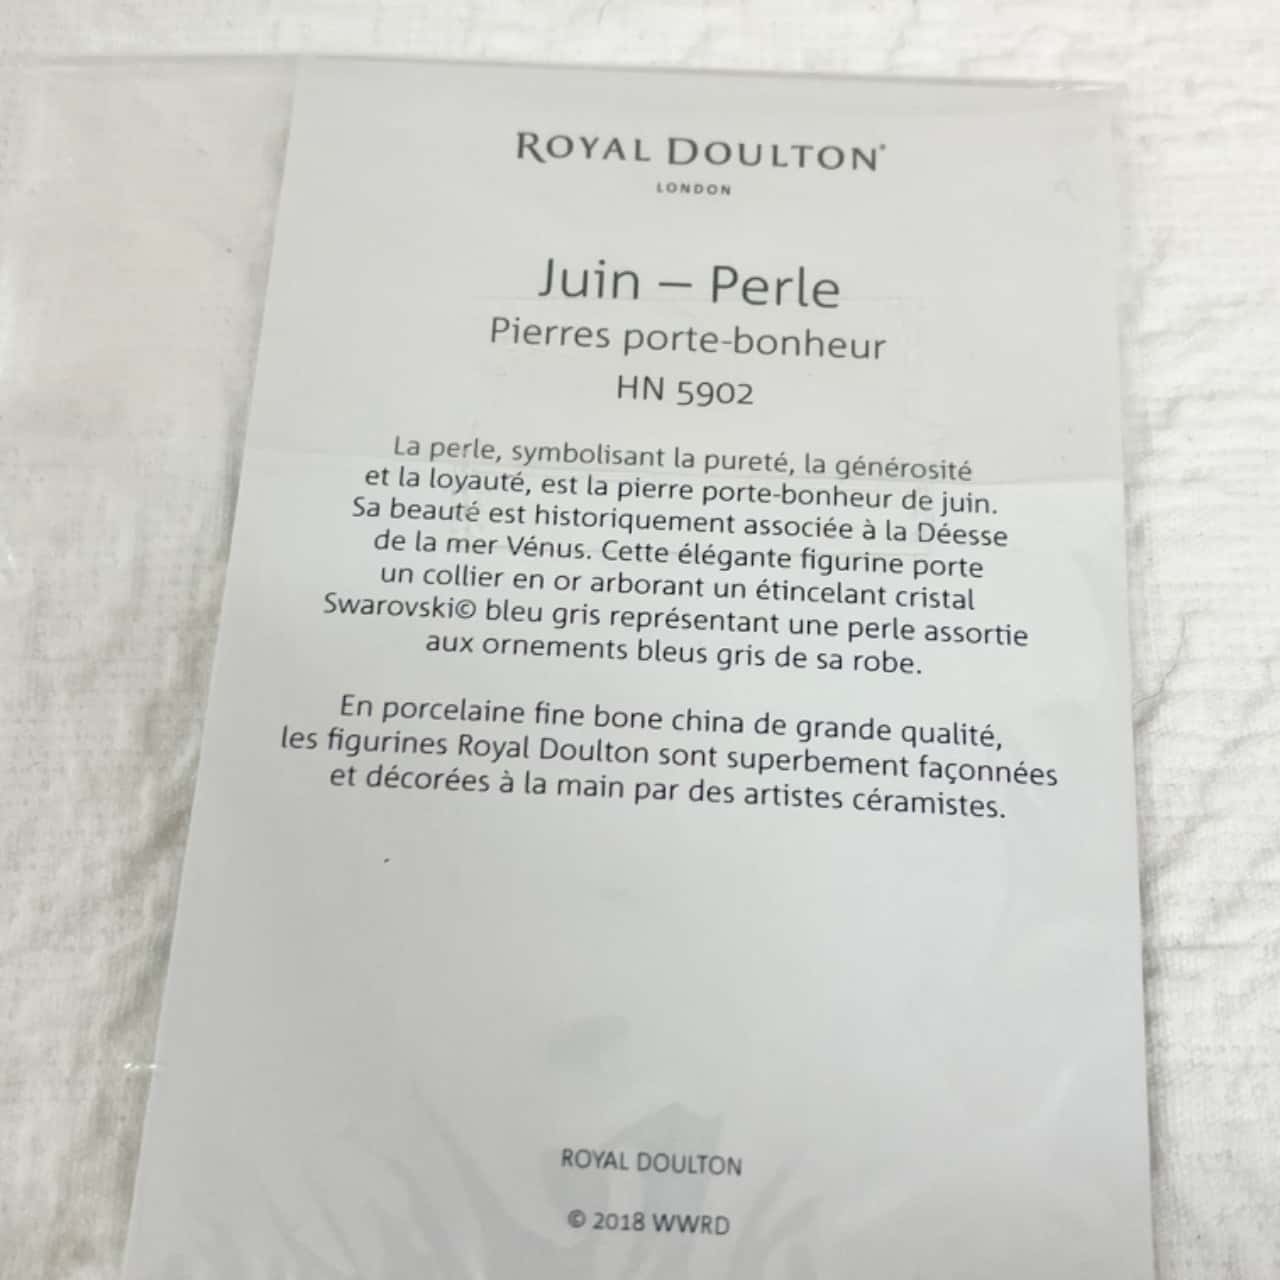 ROYAL DOULTON®
LONDON
Juin – Perle
Pierres porte-bonheur
HN 5902
La perle, symbolisant la pureté, la générosité
et la loyauté, est la pierre porte-bonheur de juin.
Sa beauté est historiquement associée à la Déesse
de la mer Vénus. Cette élégante figurine porte
un collier en or arborant un étincelant cristal
Swarovski© bleu gris représentant une perle assortie
aux ornements bleus gris de sa robe.
En porcelaine fine bone china de grande qualité,
les figurines Royal Doulton sont superbement façonnées
et décorées à la main par des artistes céramistes.
ROYAL DOULTON
© 2018 WWRD